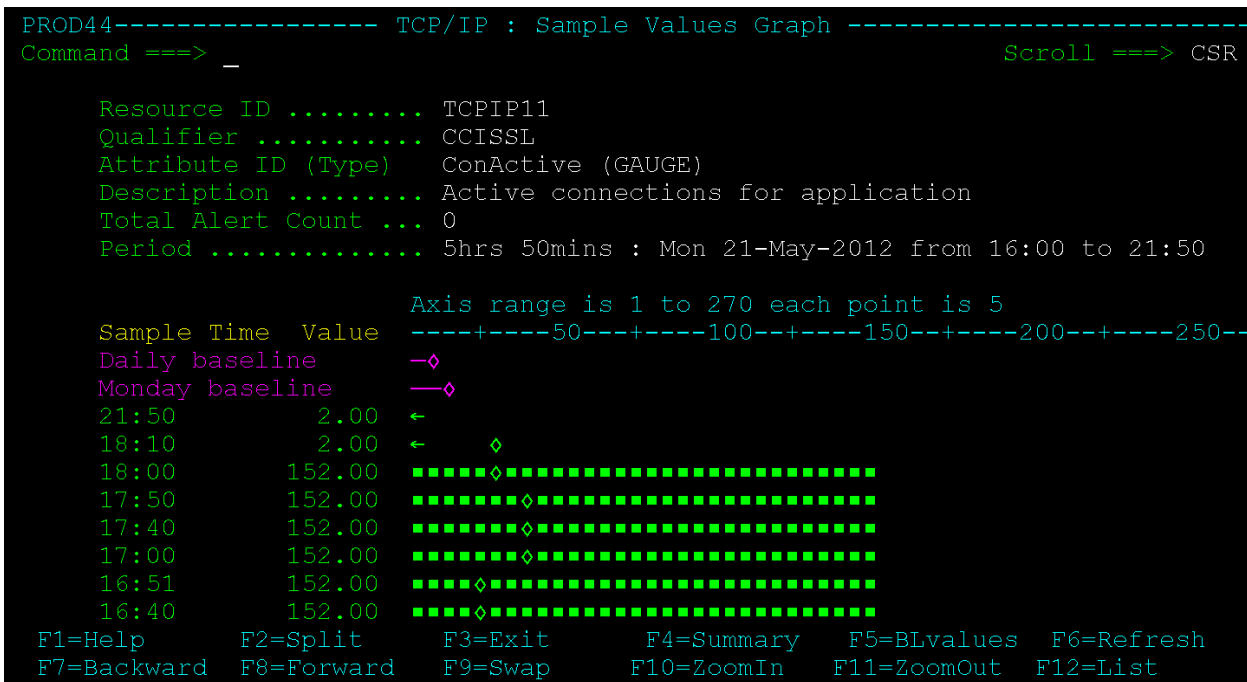 PROD44----------------- TCP/IP : Sample Values Graph --------------------------
Command ===> _ Scroll ===> CSR
Resource ID ......... TCPIP11
Qualifier ........... CCISSL
Attribute ID (Type) ConActive (GAUGE)
Description ......... Active connections for application
Total Alert Count ... 0
Period .............. 5hrs 50mins : Mon 21-May-2012 from 16:00 to 21:50
Axis range is 1 to 270 each point is 5
Sample Time Value ----+----50---+----100--+----150--+----200--+----250--
Daily baseline
Monday baseline
21:50 2.00
18:10 2.00
18:00 152.00
17:50 152.00
17:40 152.00
17:00 152.00
16:51 152.00
16:40 152.00
F1=Help F2=Split F3=Exit F4=Summary F5=BLvalues F6=Refresh
F7=Backward F8=Forward F9=Swap F10=ZoomIn F11=ZoomOut F12=List